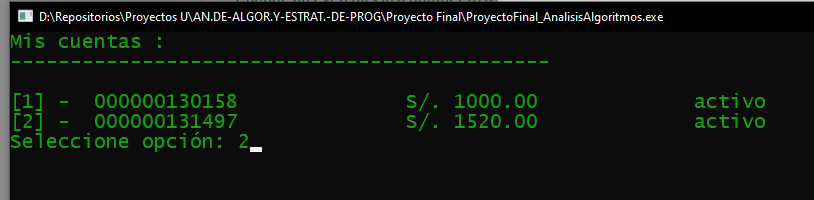 D:\Repositorios\Proyectos U\AN.DE-ALGOR.Y-ESTRAT.-DE-PROG\Proyecto Final\ProyectoFinal_AnalisisAlgoritmos.exe
Mis cuentas :
---------------------------------------------
[1] -  000000130158              S/. 1000.00             activo
[2] -  000000131497              S/. 1520.00             activo
Seleccione opción: 2